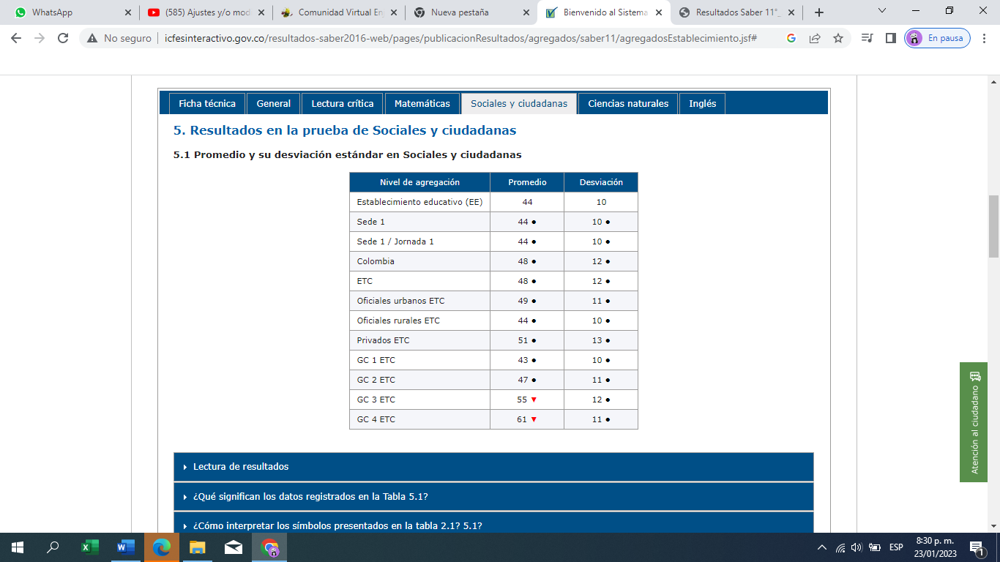 WhatsApp
(585) Ajustes y/o mod
Comunidad Virtual En
Nueva pestaña
Bienvenido al Sistema
Resultados Saber 11°_
No seguro
icfesinteractivo.gov.co/resultados-saber2016-web/pages/publicacionResultados/agregados/saber11/agregadosEstablecimiento.jsf#
En pausa
Ficha técnica General Lectura crítica Matemáticas Sociales y ciudadanas Ciencias naturales Inglés
5. Resultados en la prueba de Sociales y ciudadanas
5.1 Promedio y su desviación estándar en Sociales y ciudadanas
Nivel de agregación Promedio Desviación
Establecimiento educativo (EE) 44 10
Sede 1 44 ● 10 ●
Sede 1 / Jornada 1 44 ● 10 ●
Colombia 48 ● 12 ●
ETC 48 ● 12 ●
Oficiales urbanos ETC 49 ● 11 ●
Oficiales rurales ETC 44 ● 10 ●
Privados ETC 51 ● 13 ●
GC 1 ETC 43 ● 10 ●
GC 2 ETC 47 ● 11 ●
GC 3 ETC 55 ▼ 12 ●
GC 4 ETC 61 ▼ 11 ●
Atención al ciudadano
Lectura de resultados
¿Qué significan los datos registrados en la Tabla 5.1?
¿Cómo interpretar los símbolos presentados en la tabla 2.1? 5.1?
ESP
8:30 p. m.
23/01/2023
1